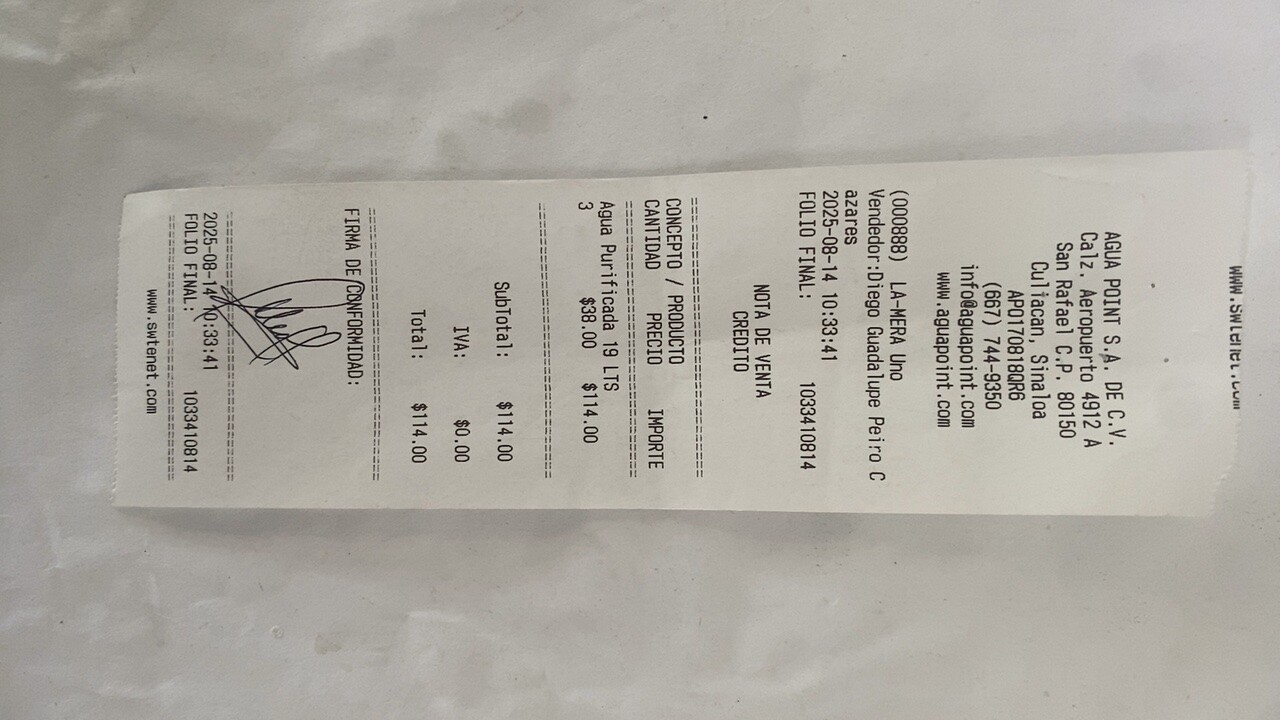 www.swtenet.com
AGUA POINT S.A. DE C.V.
Calz. Aeropuerto 4912 A
San Rafael C.P. 80150
Culiacan, Sinaloa
APO170818QR6
(667) 744-9350
info@aguapoint.com
www.aguapoint.com
(000888) LA-MERA Uno
Vendedor:Diego Guadalupe Peiro C
azares
2025-08-14 10:33:41
FOLIO FINAL: 1033410814
NOTA DE VENTA
CREDITO
CONCEPTO / PRODUCTO
CANTIDAD PRECIO IMPORTE
Agua Purificada 19 LTS
3 $38.00 $114.00
SubTotal: $114.00
IVA: $0.00
Total: $114.00
FIRMA DE CONFORMIDAD:
2025-08-14 10:33:41
FOLIO FINAL: 1033410814
www.swtenet.com